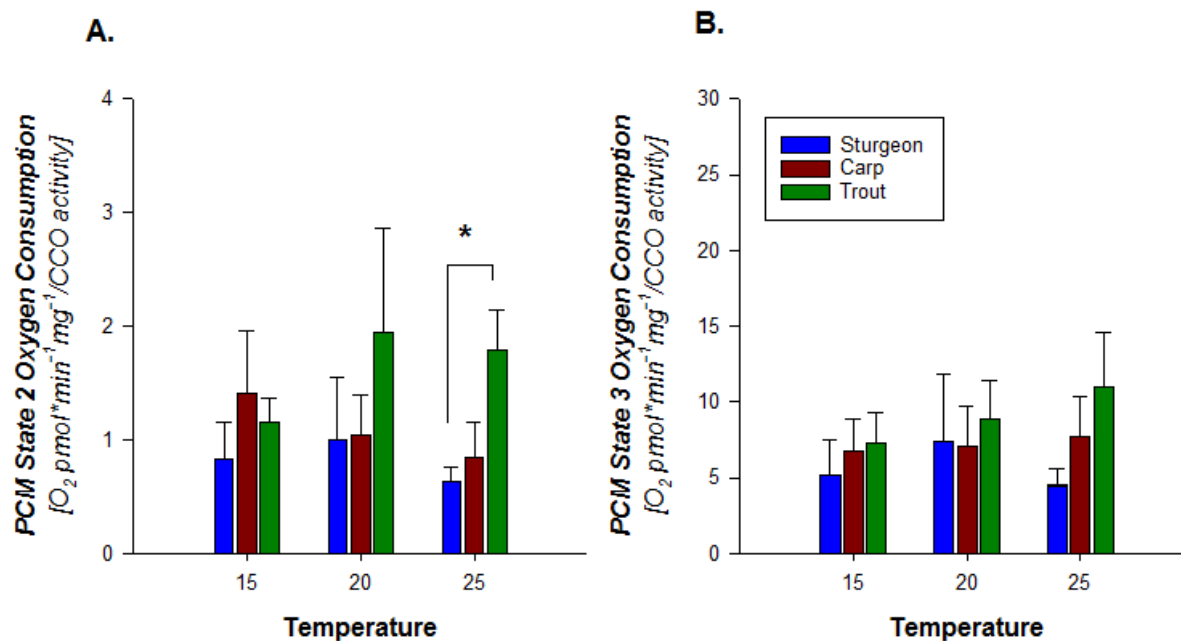 A.
PCM State 2 Oxygen Consumption
[O₂ pmol*min⁻¹mg⁻¹/CCO activity]
4
3
2
1
0
*
15 20 25
Temperature
B.
PCM State 3 Oxygen Consumption
[O₂ pmol*min⁻¹mg⁻¹/CCO activity]
30
25
20
15
10
5
0
Sturgeon
Carp
Trout
15 20 25
Temperature